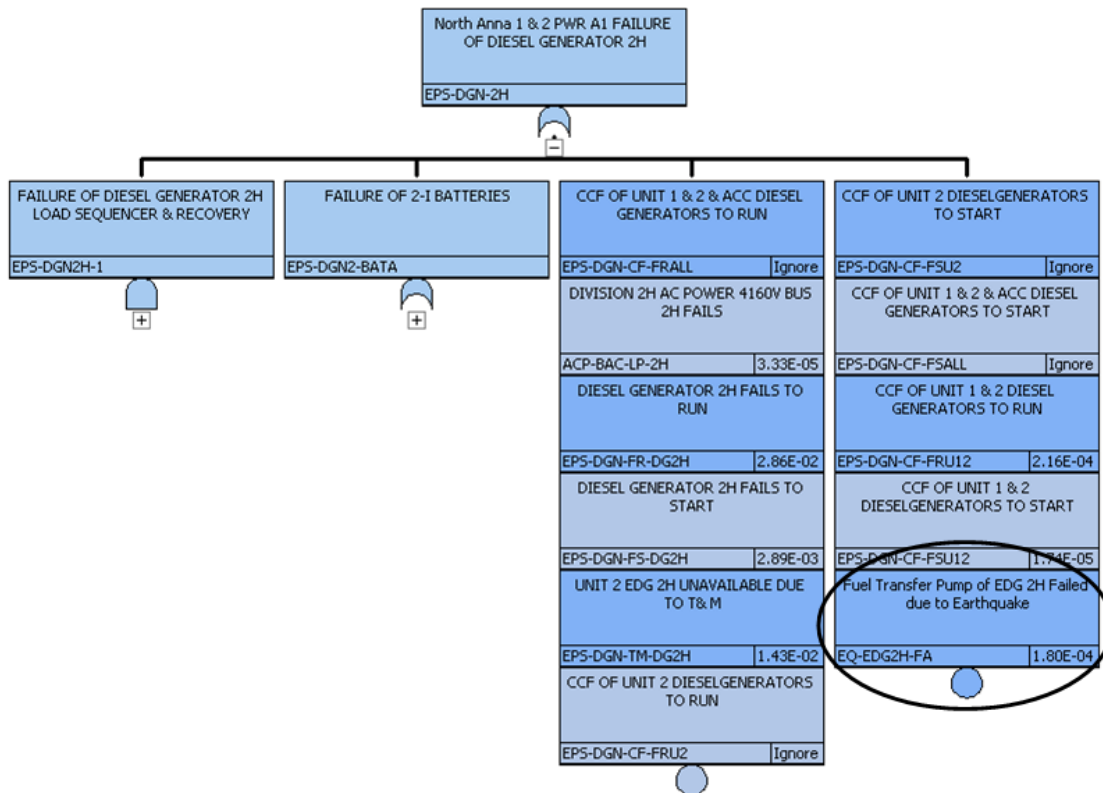 North Anna 1 & 2 PWR A1 FAILURE
OF DIESEL GENERATOR 2H
EPS-DGN-2H
FAILURE OF DIESEL GENERATOR 2H
LOAD SEQUENCER & RECOVERY
EPS-DGN2H-1
FAILURE OF 2-I BATTERIES
EPS-DGN2-BATA
CCF OF UNIT 1 & 2 & ACC DIESEL
GENERATORS TO RUN
EPS-DGN-CF-FRALL Ignore
DIVISION 2H AC POWER 4160V BUS
2H FAILS
ACP-BAC-LP-2H 3.33E-05
DIESEL GENERATOR 2H FAILS TO
RUN
EPS-DGN-FR-DG2H 2.86E-02
DIESEL GENERATOR 2H FAILS TO
START
EPS-DGN-FS-DG2H 2.89E-03
UNIT 2 EDG 2H UNAVAILABLE DUE
TO T& M
EPS-DGN-TM-DG2H 1.43E-02
CCF OF UNIT 2 DIESELGENERATORS
TO RUN
EPS-DGN-CF-FRU2 Ignore
CCF OF UNIT 2 DIESELGENERATORS
TO START
EPS-DGN-CF-FSU2 Ignore
CCF OF UNIT 1 & 2 & ACC DIESEL
GENERATORS TO START
EPS-DGN-CF-FSALL Ignore
CCF OF UNIT 1 & 2 DIESEL
GENERATORS TO RUN
EPS-DGN-CF-FRU12 2.16E-04
CCF OF UNIT 1 & 2
DIESELGENERATORS TO START
EPS-DGN-CF-FSU12 1.74E-05
Fuel Transfer Pump of EDG 2H Failed
due to Earthquake
EQ-EDG2H-FA 1.80E-04